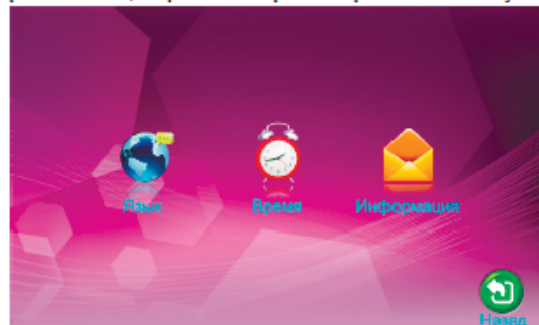 Язык
Время
Информация
Назад